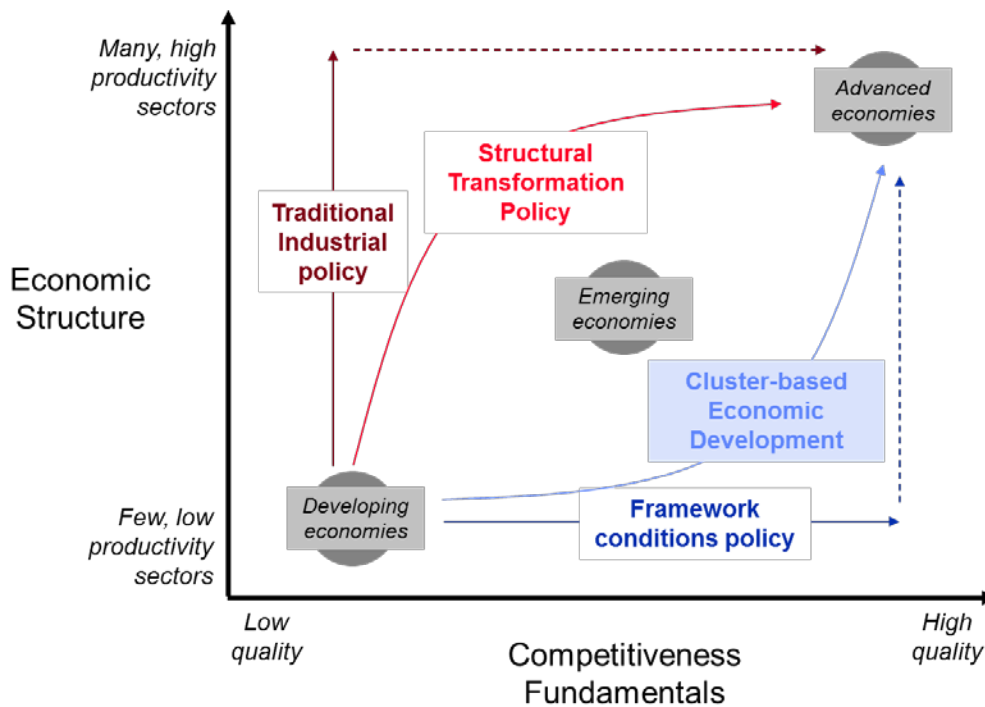 Many, high
productivity
sectors
Advanced
economies
Structural
Transformation
Policy
Traditional
Industrial
policy
Economic
Structure
Emerging
economies
Cluster-based
Economic
Development
Developing
economies
Framework
conditions policy
Few, low
productivity
sectors
Low
quality
High
quality
Competitiveness
Fundamentals